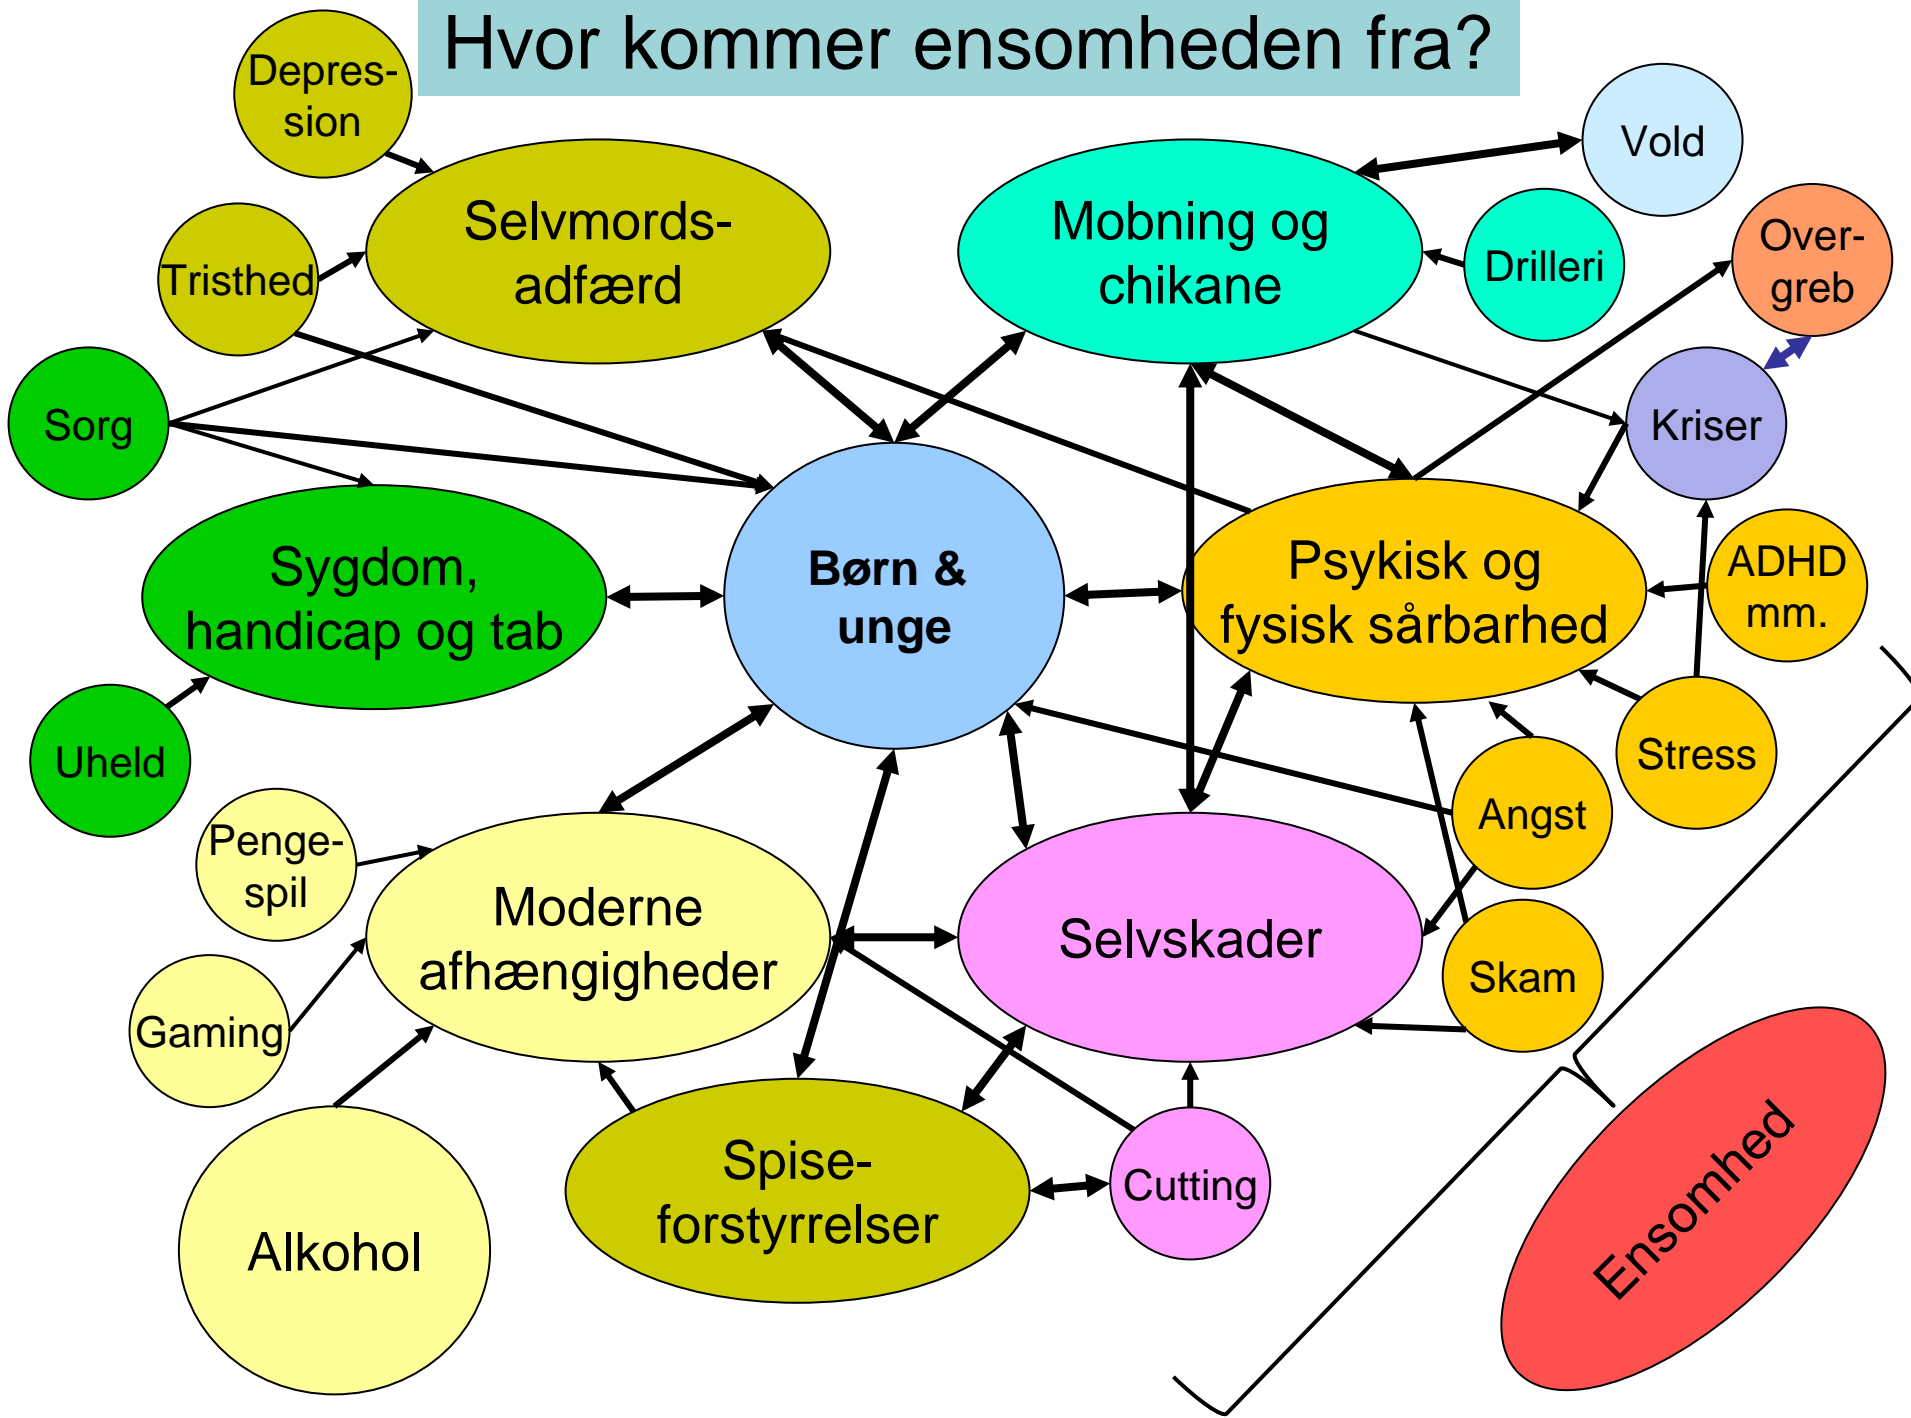 Hvor kommer ensomheden fra?
Depres-
sion
Vold
Selvmords-
adfærd
Mobning og
chikane
Over-
greb
Tristhed
Drilleri
Sorg
Kriser
Sygdom,
handicap og tab
Børn &
unge
Psykisk og
fysisk sårbarhed
ADHD
mm.
Uheld
Stress
Angst
Penge-
spil
Moderne
afhængigheder
Selvskader
Skam
Gaming
Spise-
forstyrrelser
Cutting
Alkohol
Ensomhed